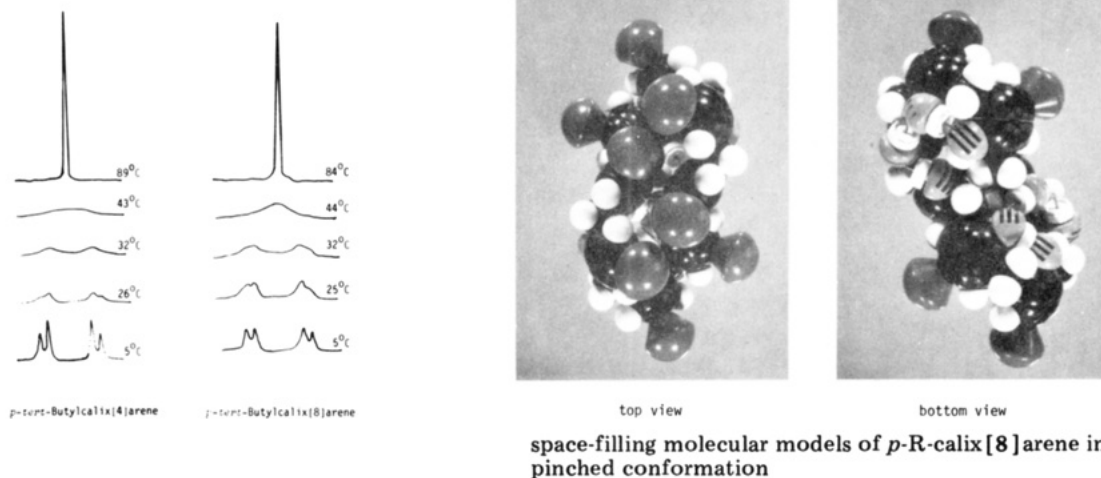 89°C
84°C
43°C
44°C
32°C
32°C
26°C
25°C
5°C
5°C
p-tert-Butylcalix[4]arene
p-tert-Butylcalix[8]arene
top view
bottom view
space-filling molecular models of p-R-calix[8]arene in
pinched conformation